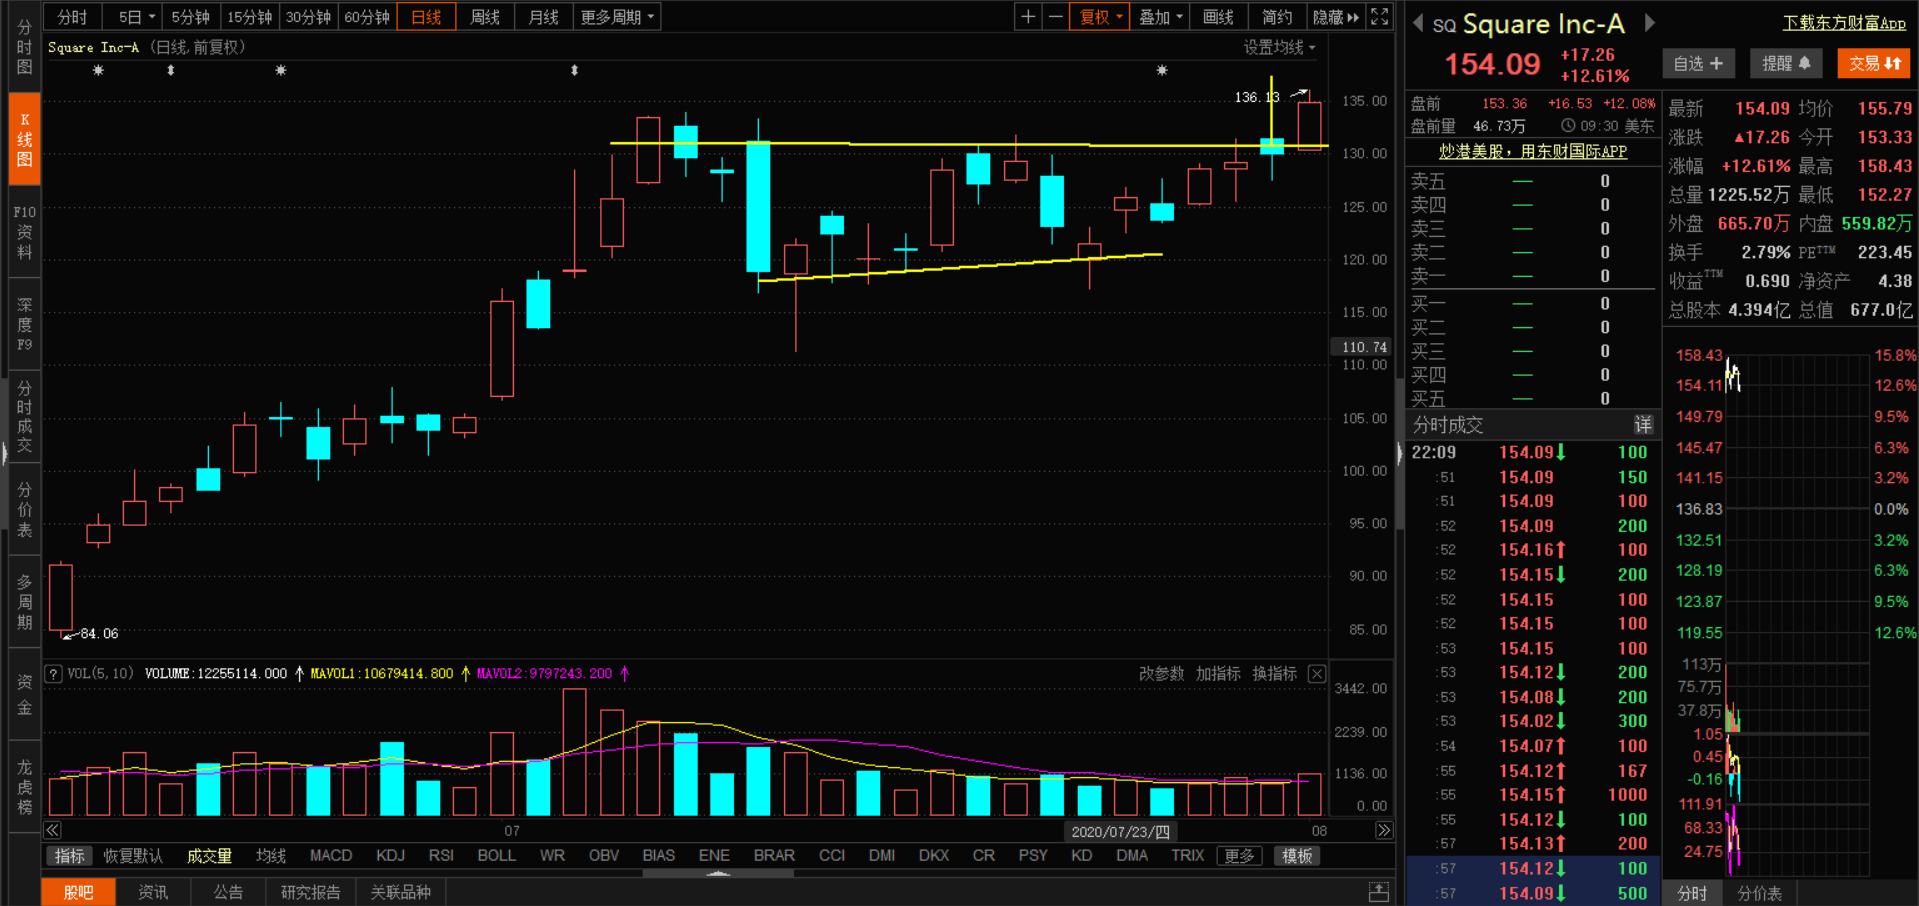 分时 5日 5分钟 15分钟 30分钟 60分钟 日线 周线 月线 更多周期
复权 叠加 画线 简约 隐藏
Square Inc-A (日线,前复权)
设置均线
分时图
K线图
F10资料
深度F9
分时成交
分价表
多周期
资金
龙虎榜
136.13
84.06
135.00
130.00
125.00
120.00
115.00
110.74
110.00
105.00
100.00
95.00
90.00
85.00
? VOL(5,10) VOLUME:12255114.000 MAVOL1:10679414.800 MAVOL2:9797243.200
改参数 加指标 换指标
3442.00
2239.00
1136.00
0.00
07 2020/07/23/四 08
指标 恢复默认 成交量 均线 MACD KDJ RSI BOLL WR OBV BIAS ENE BRAR CCI DMI DKX CR PSY KD DMA TRIX 更多 模板
股吧 资讯 公告 研究报告 关联品种
SQ Square Inc-A
下载东方财富App
154.09 +17.26
+12.61%
自选 提醒 交易
盘前 153.36 +16.53 +12.08%
盘前量 46.73万 09:30 美东
炒港美股,用东财国际APP
卖五 — 0
卖四 — 0
卖三 — 0
卖二 — 0
卖一 — 0
买一 — 0
买二 — 0
买三 — 0
买四 — 0
买五 — 0
最新 154.09 均价 155.79
涨跌 ▲17.26 今开 153.33
涨幅 +12.61% 最高 158.43
总量 1225.52万 最低 152.27
外盘 665.70万 内盘 559.82万
换手 2.79% PETTM 223.45
收益TTM 0.690 净资产 4.38
总股本 4.394亿 总值 677.0亿
分时成交 详
22:09 154.09↓ 100
:51 154.09 150
:51 154.09 100
:52 154.09 200
:52 154.16↑ 100
:52 154.15↓ 200
:52 154.15 100
:52 154.15 100
:53 154.15 100
:53 154.12↓ 200
:53 154.08↓ 200
:53 154.02↓ 300
:54 154.07↑ 100
:55 154.12↑ 167
:55 154.15↑ 1000
:55 154.12↓ 100
:57 154.13↑ 200
:57 154.12↓ 100
:57 154.09↓ 500
158.43 15.8%
154.11 12.6%
149.79 9.5%
145.47 6.3%
141.15 3.2%
136.83 0.0%
132.51 3.2%
128.19 6.3%
123.87 9.5%
119.55 12.6%
113万
75.7万
37.8万
1.05
0.45
-0.16
111.91
68.33
24.75
分时 分价表